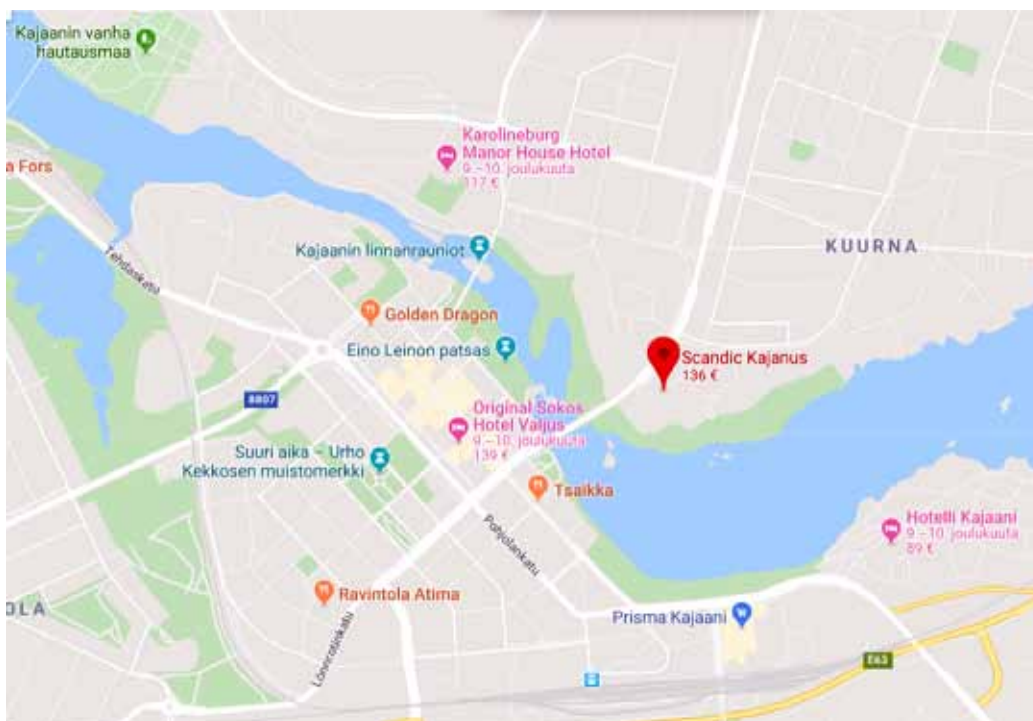 Kajaanin vanha
hautausmaa
Karolineburg
Manor House Hotel
9.–10. joulukuuta
117 €
a Fors
KUURNA
Kajaanin linnanrauniot
Tehdaskatu
Golden Dragon
Eino Leinon patsas
Scandic Kajanus
136 €
8807
Original Sokos
Hotel Valjus
9.–10. joulukuuta
139 €
Suuri aika – Urho
Kekkosen muistomerkki
Tsaikka
Pohjolankatu
Hotelli Kajaani
9.–10. joulukuuta
89 €
Ravintola Atima
OLA
Prisma Kajaani
Lönnrotinkatu
E63